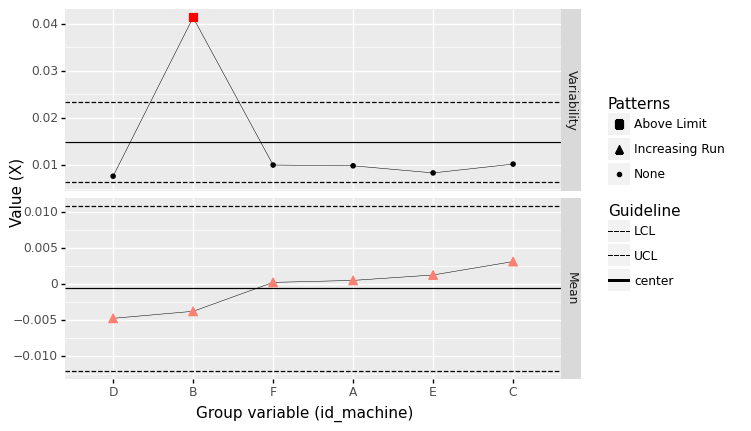 0.04
0.03
0.02
0.01
Variability
0.010
0.005
0
−0.005
−0.010
Mean
Value (X)
D B F A E C
Group variable (id_machine)
Patterns
Above Limit
Increasing Run
None
Guideline
LCL
UCL
center